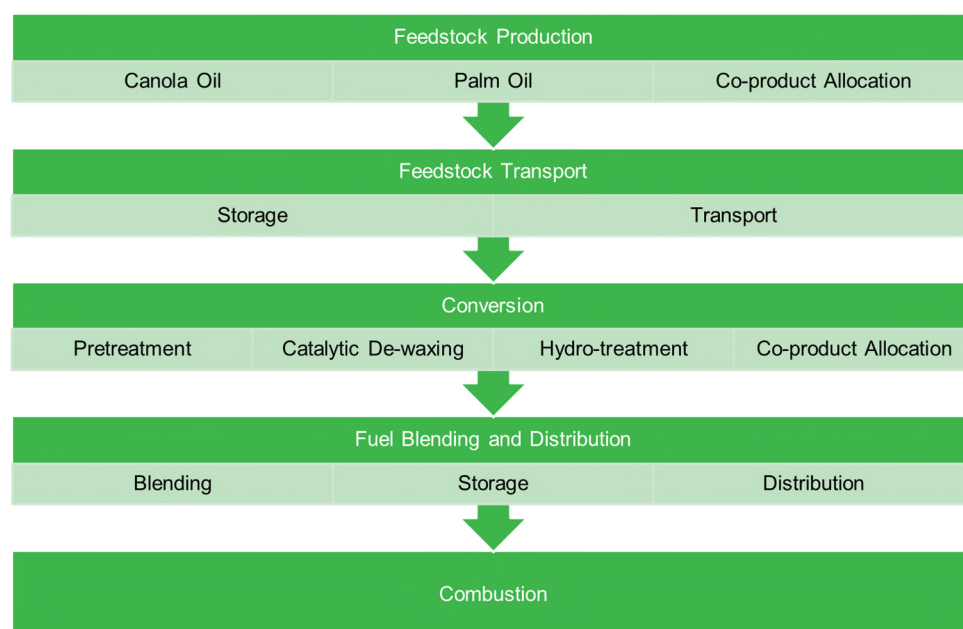 Feedstock Production
Canola Oil Palm Oil Co-product Allocation
Feedstock Transport
Storage Transport
Conversion
Pretreatment Catalytic De-waxing Hydro-treatment Co-product Allocation
Fuel Blending and Distribution
Blending Storage Distribution
Combustion